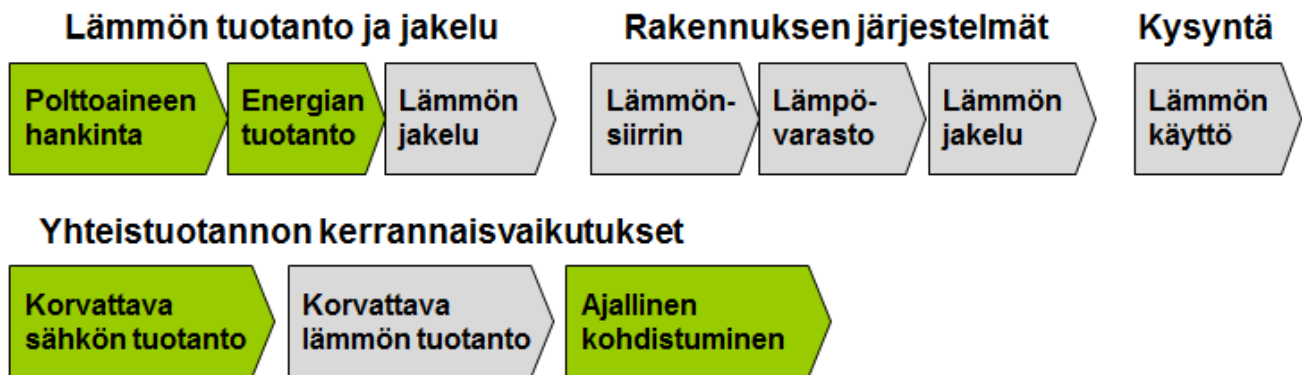 Lämmön tuotanto ja jakelu
Rakennuksen järjestelmät
Kysyntä
Polttoaineen
hankinta
Energian
tuotanto
Lämmön
jakelu
Lämmön-
siirrin
Lämpö-
varasto
Lämmön
jakelu
Lämmön
käyttö
Yhteistuotannon kerrannaisvaikutukset
Korvattava
sähkön tuotanto
Korvattava
lämmön tuotanto
Ajallinen
kohdistuminen